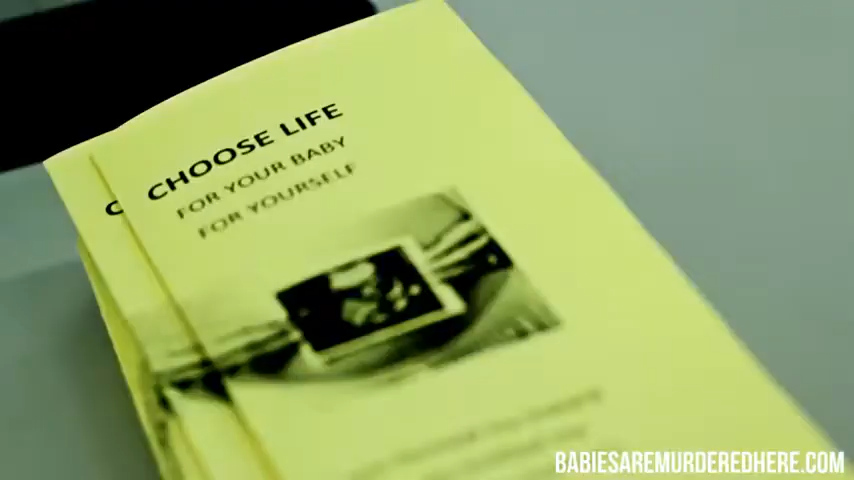 CHOOSE LIFE
FOR YOUR BABY
FOR YOURSELF
C
BABIESAREMURDEREDHERE.COM